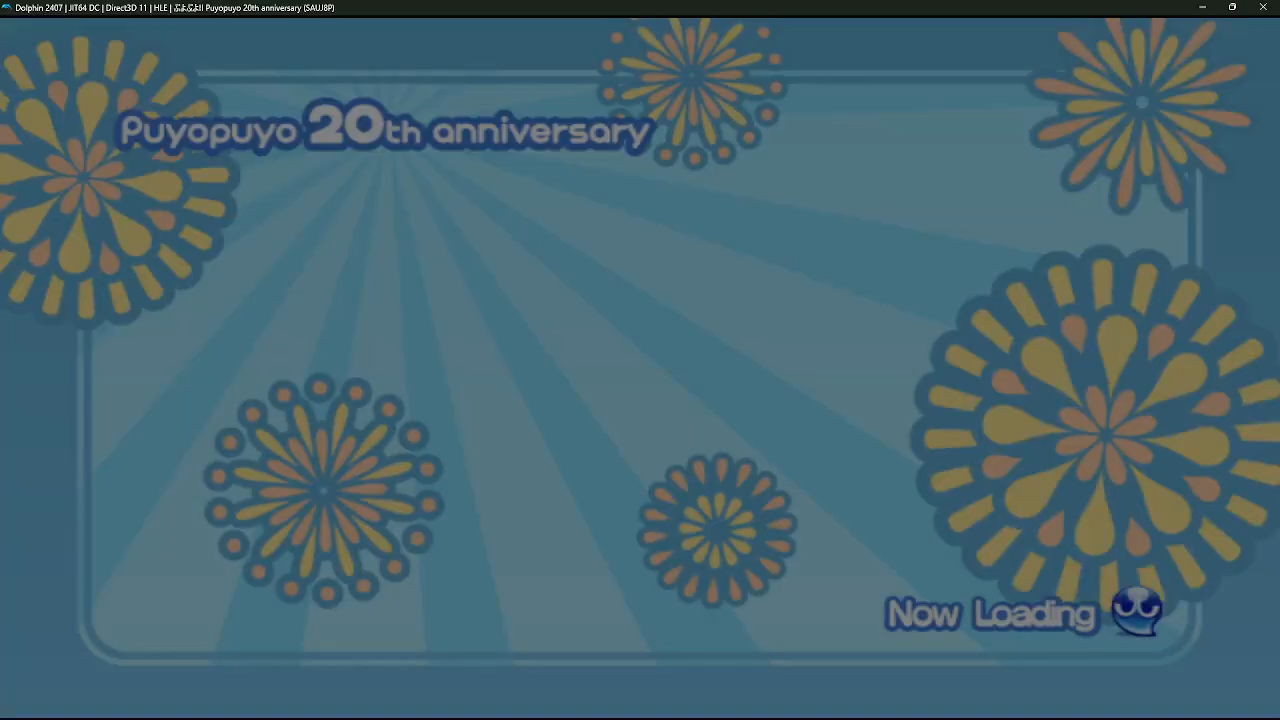 Dolphin 2407 | JIT64 DC | Direct3D 11 | HLE | ぷよぷよ!! Puyopuyo 20th anniversary (SAUJ8P)
Puyopuyo 20th anniversary
Now Loading